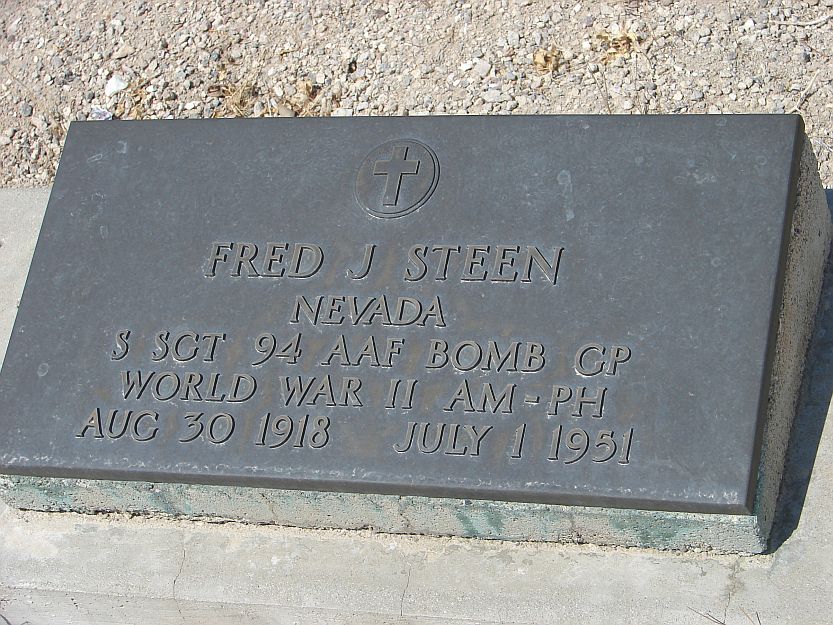 FRED J STEEN
NEVADA
S SGT 94 AAF BOMB GP
WORLD WAR II AM-PH
AUG 30 1918 JULY 1 1951